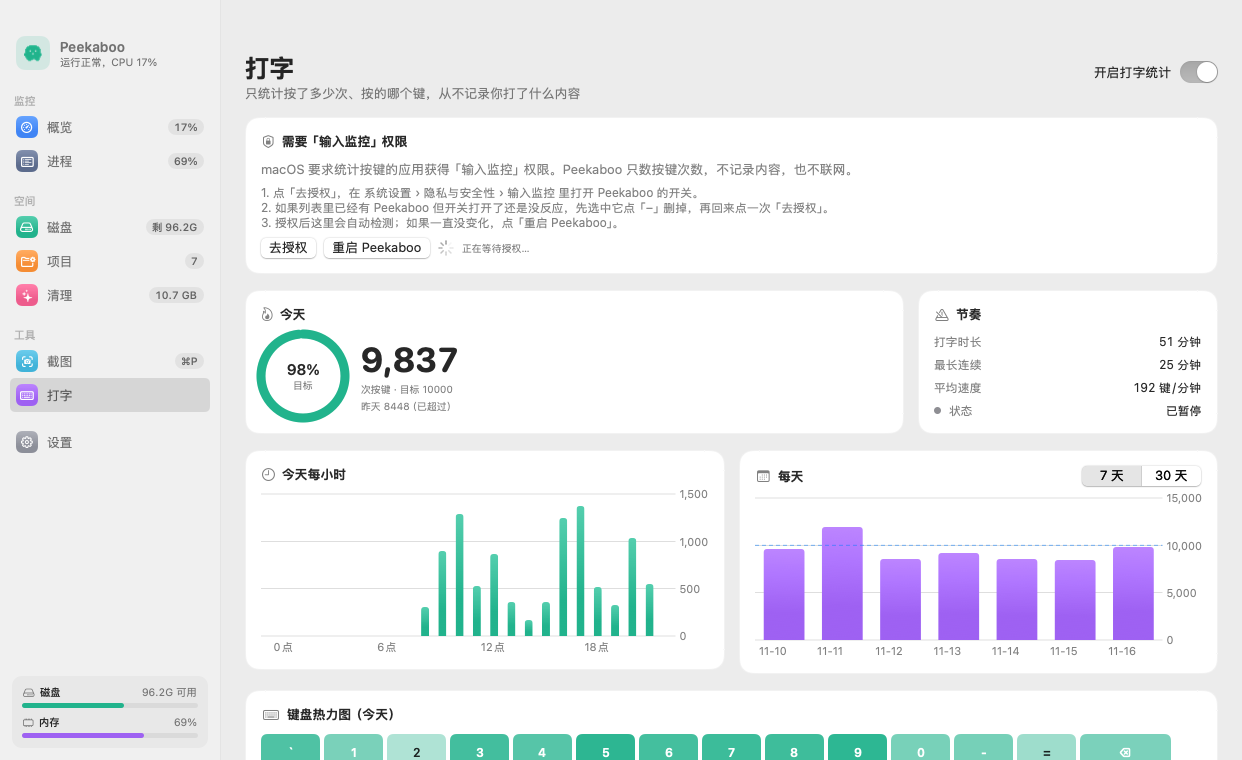 Peekaboo
运行正常，CPU 17%
监控
概览 17%
进程 69%
空间
磁盘 剩 96.2G
项目 7
清理 10.7 GB
工具
截图 ⌘P
打字
设置
磁盘 96.2G 可用
内存 69%
打字
只统计按了多少次、按的哪个键，从不记录你打了什么内容
开启打字统计
需要「输入监控」权限
macOS 要求统计按键的应用获得「输入监控」权限。Peekaboo 只数按键次数，不记录内容，也不联网。
1. 点「去授权」，在 系统设置 › 隐私与安全性 › 输入监控 里打开 Peekaboo 的开关。
2. 如果列表里已经有 Peekaboo 但开关打开了还是没反应，先选中它点「−」删掉，再回来点一次「去授权」。
3. 授权后这里会自动检测；如果一直没变化，点「重启 Peekaboo」。
去授权 重启 Peekaboo 正在等待授权...
今天
98%
目标
9,837
次按键 · 目标 10000
昨天 8448 (已超过)
节奏
打字时长 51 分钟
最长连续 25 分钟
平均速度 192 键/分钟
状态 已暂停
今天每小时
1,500
1,000
500
0
0点 6点 12点 18点
每天
7 天 30 天
15,000
10,000
5,000
0
11-10 11-11 11-12 11-13 11-14 11-15 11-16
键盘热力图（今天）
` 1 2 3 4 5 6 7 8 9 0 - = ⌫